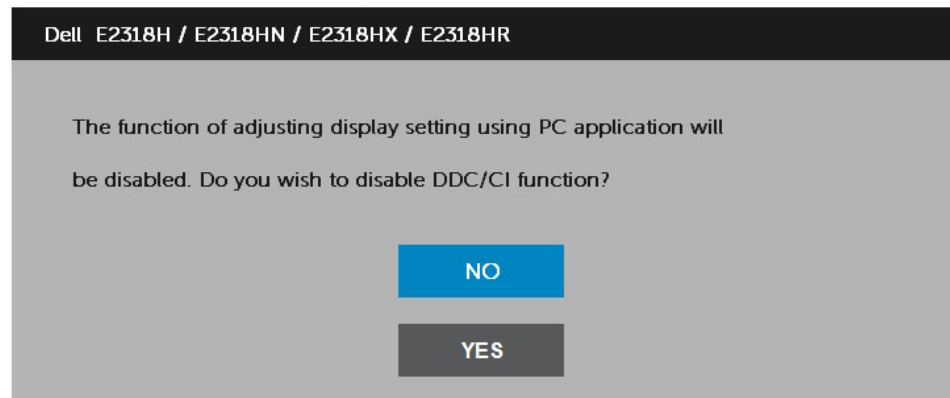 Dell E2318H / E2318HN / E2318HX / E2318HR
The function of adjusting display setting using PC application will
be disabled. Do you wish to disable DDC/CI function?
NO
YES